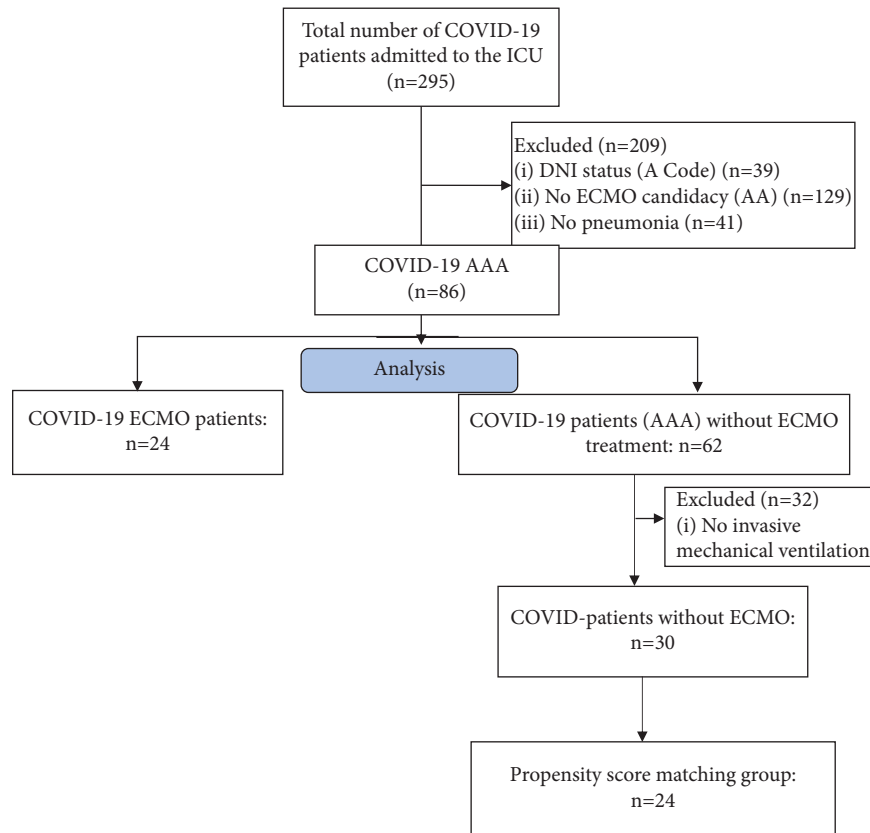 Total number of COVID-19
patients admitted to the ICU
(n=295)
Excluded (n=209)
(i) DNI status (A Code) (n=39)
(ii) No ECMO candidacy (AA) (n=129)
(iii) No pneumonia (n=41)
COVID-19 AAA
(n=86)
Analysis
COVID-19 ECMO patients:
n=24
COVID-19 patients (AAA) without ECMO
treatment: n=62
Excluded (n=32)
(i) No invasive
mechanical ventilation
COVID-patients without ECMO:
n=30
Propensity score matching group:
n=24